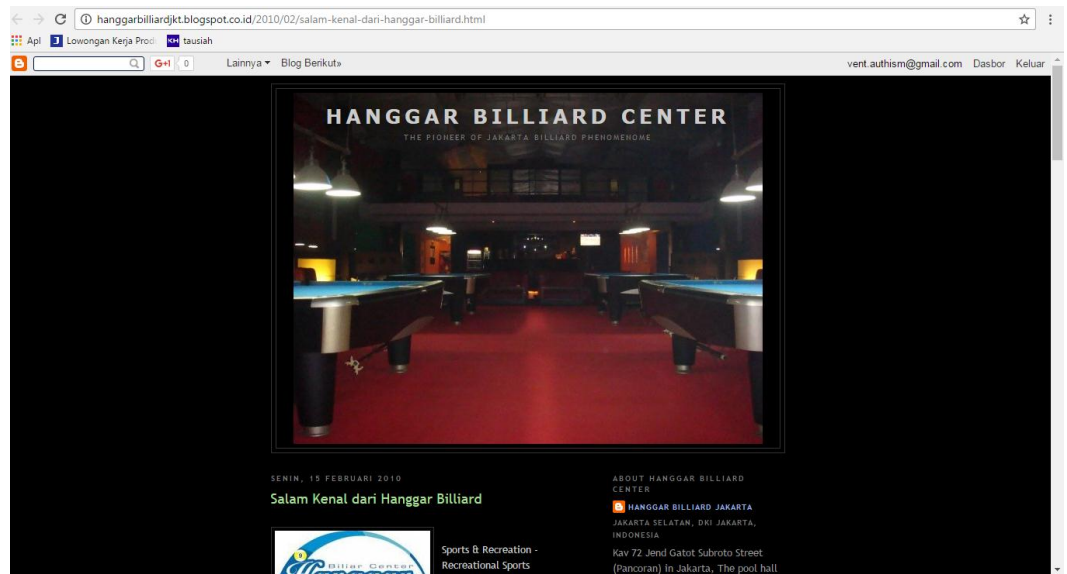 hanggarbilliardjkt.blogspot.co.id/2010/02/salam-kenal-dari-hanggar-billiard.html
Apl Lowongan Kerja Prod KH tausiah
G+1 0 Lainnya Blog Berikut» vent.authism@gmail.com Dasbor Keluar
HANGGAR BILLIARD CENTER
THE PIONEER OF JAKARTA BILLIARD PHENOMENOME
SENIN, 15 FEBRUARI 2010
Salam Kenal dari Hanggar Billiard
Biliar Center
Hanggar
Sports & Recreation -
Recreational Sports
ABOUT HANGGAR BILLIARD
CENTER
HANGGAR BILLIARD JAKARTA
JAKARTA SELATAN, DKI JAKARTA,
INDONESIA
Kav 72 Jend Gatot Subroto Street
(Pancoran) in Jakarta, The pool hall